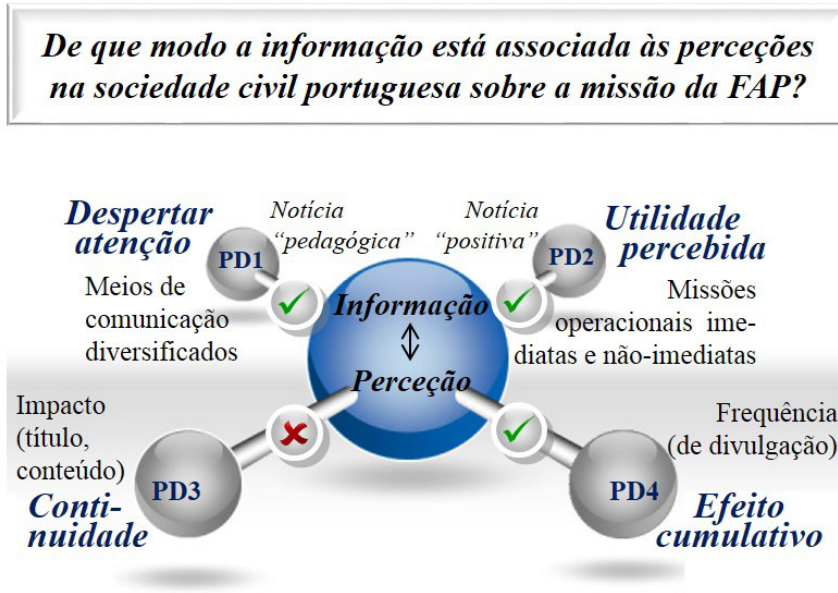 De que modo a informação está associada às perceções
na sociedade civil portuguesa sobre a missão da FAP?
Despertar
atenção
PD1
Notícia
“pedagógica”
Meios de
comunicação
diversificados
Notícia
“positiva”
PD2
Utilidade
percebida
Missões
operacionais ime-
diatas e não-imediatas
Informação
Perceção
Impacto
(título,
conteúdo)
PD3
Conti-
nuidade
Frequência
(de divulgação)
PD4
Efeito
cumulativo